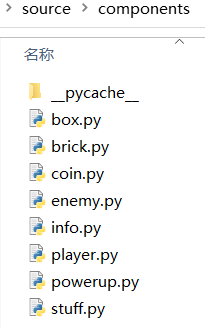 source > components
名称
__pycache__
box.py
brick.py
coin.py
enemy.py
info.py
player.py
powerup.py
stuff.py